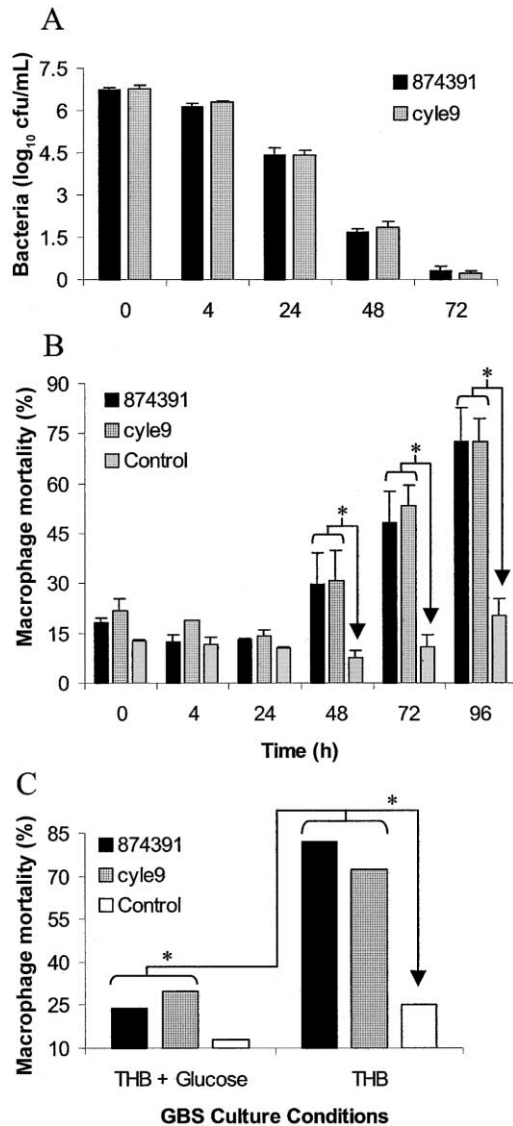 A
Bacteria (log10 cfu/mL)
7.5
6
4.5
3
1.5
0
874391
cyle9
0 4 24 48 72
B
Macrophage mortality (%)
90
75
60
45
30
15
0
874391
cyle9
Control
*
*
*
0 4 24 48 72 96
Time (h)
C
Macrophage mortality (%)
85
70
55
40
25
10
874391
cyle9
Control
*
*
THB + Glucose THB
GBS Culture Conditions